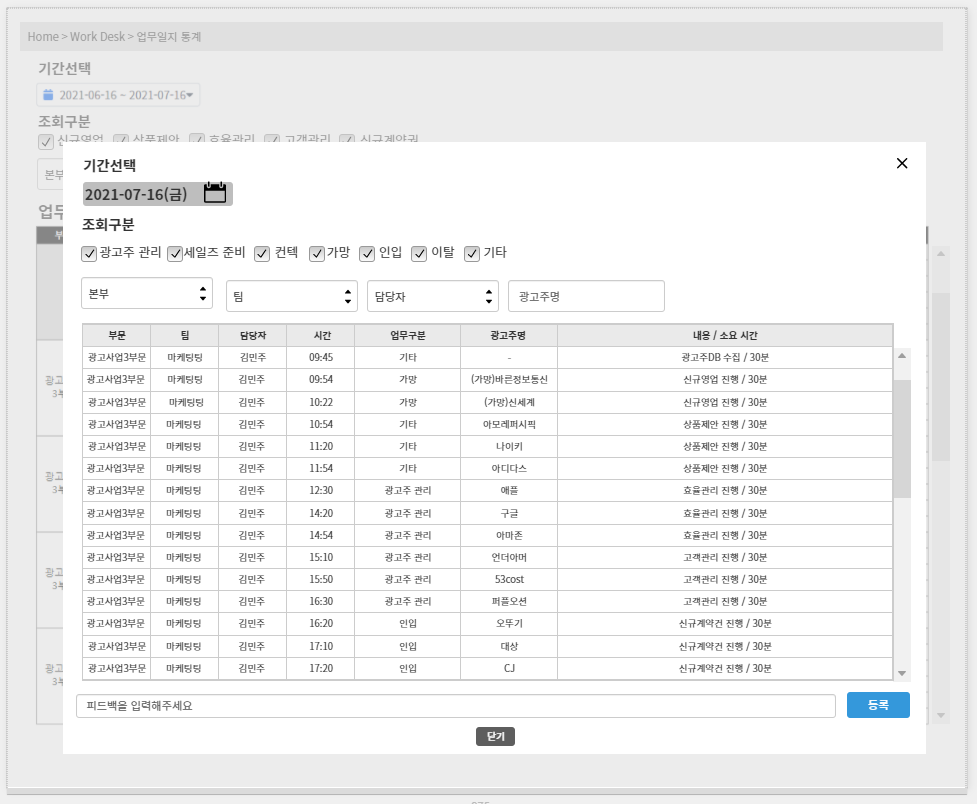 Home > Work Desk > 업무일지 통계
기간선택
2021-06-16 ~ 2021-07-16
조회구분
신규영업 상품제안 효율관리 고객관리 신규계약권
본부
업무
기간선택
2021-07-16(금)
조회구분
광고주 관리 세일즈 준비 컨텍 가망 인입 이탈 기타
본부 팀 담당자 광고주명
부문 팀 담당자 시간 업무구분 광고주명 내용 / 소요 시간
광고사업3부문 마케팅팅 김민주 09:45 기타 - 광고주DB 수집 / 30분
광고사업3부문 마케팅팅 김민주 09:54 가망 (가망)바른정보통신 신규영업 진행 / 30분
광고사업3부문 마케팅팅 김민주 10:22 가망 (가망)신세계 신규영업 진행 / 30분
광고사업3부문 마케팅팅 김민주 10:54 기타 아모레퍼시픽 상품제안 진행 / 30분
광고사업3부문 마케팅팅 김민주 11:20 기타 나이키 상품제안 진행 / 30분
광고사업3부문 마케팅팅 김민주 11:54 기타 아디다스 상품제안 진행 / 30분
광고사업3부문 마케팅팅 김민주 12:30 광고주 관리 애플 효율관리 진행 / 30분
광고사업3부문 마케팅팅 김민주 14:20 광고주 관리 구글 효율관리 진행 / 30분
광고사업3부문 마케팅팅 김민주 14:54 광고주 관리 아마존 효율관리 진행 / 30분
광고사업3부문 마케팅팅 김민주 15:10 광고주 관리 언더아머 고객관리 진행 / 30분
광고사업3부문 마케팅팅 김민주 15:50 광고주 관리 53cost 고객관리 진행 / 30분
광고사업3부문 마케팅팅 김민주 16:30 광고주 관리 퍼플오션 고객관리 진행 / 30분
광고사업3부문 마케팅팅 김민주 16:20 인입 오뚜기 신규계약건 진행 / 30분
광고사업3부문 마케팅팅 김민주 17:10 인입 대상 신규계약건 진행 / 30분
광고사업3부문 마케팅팅 김민주 17:20 인입 CJ 신규계약건 진행 / 30분
피드백을 입력해주세요 등록
닫기